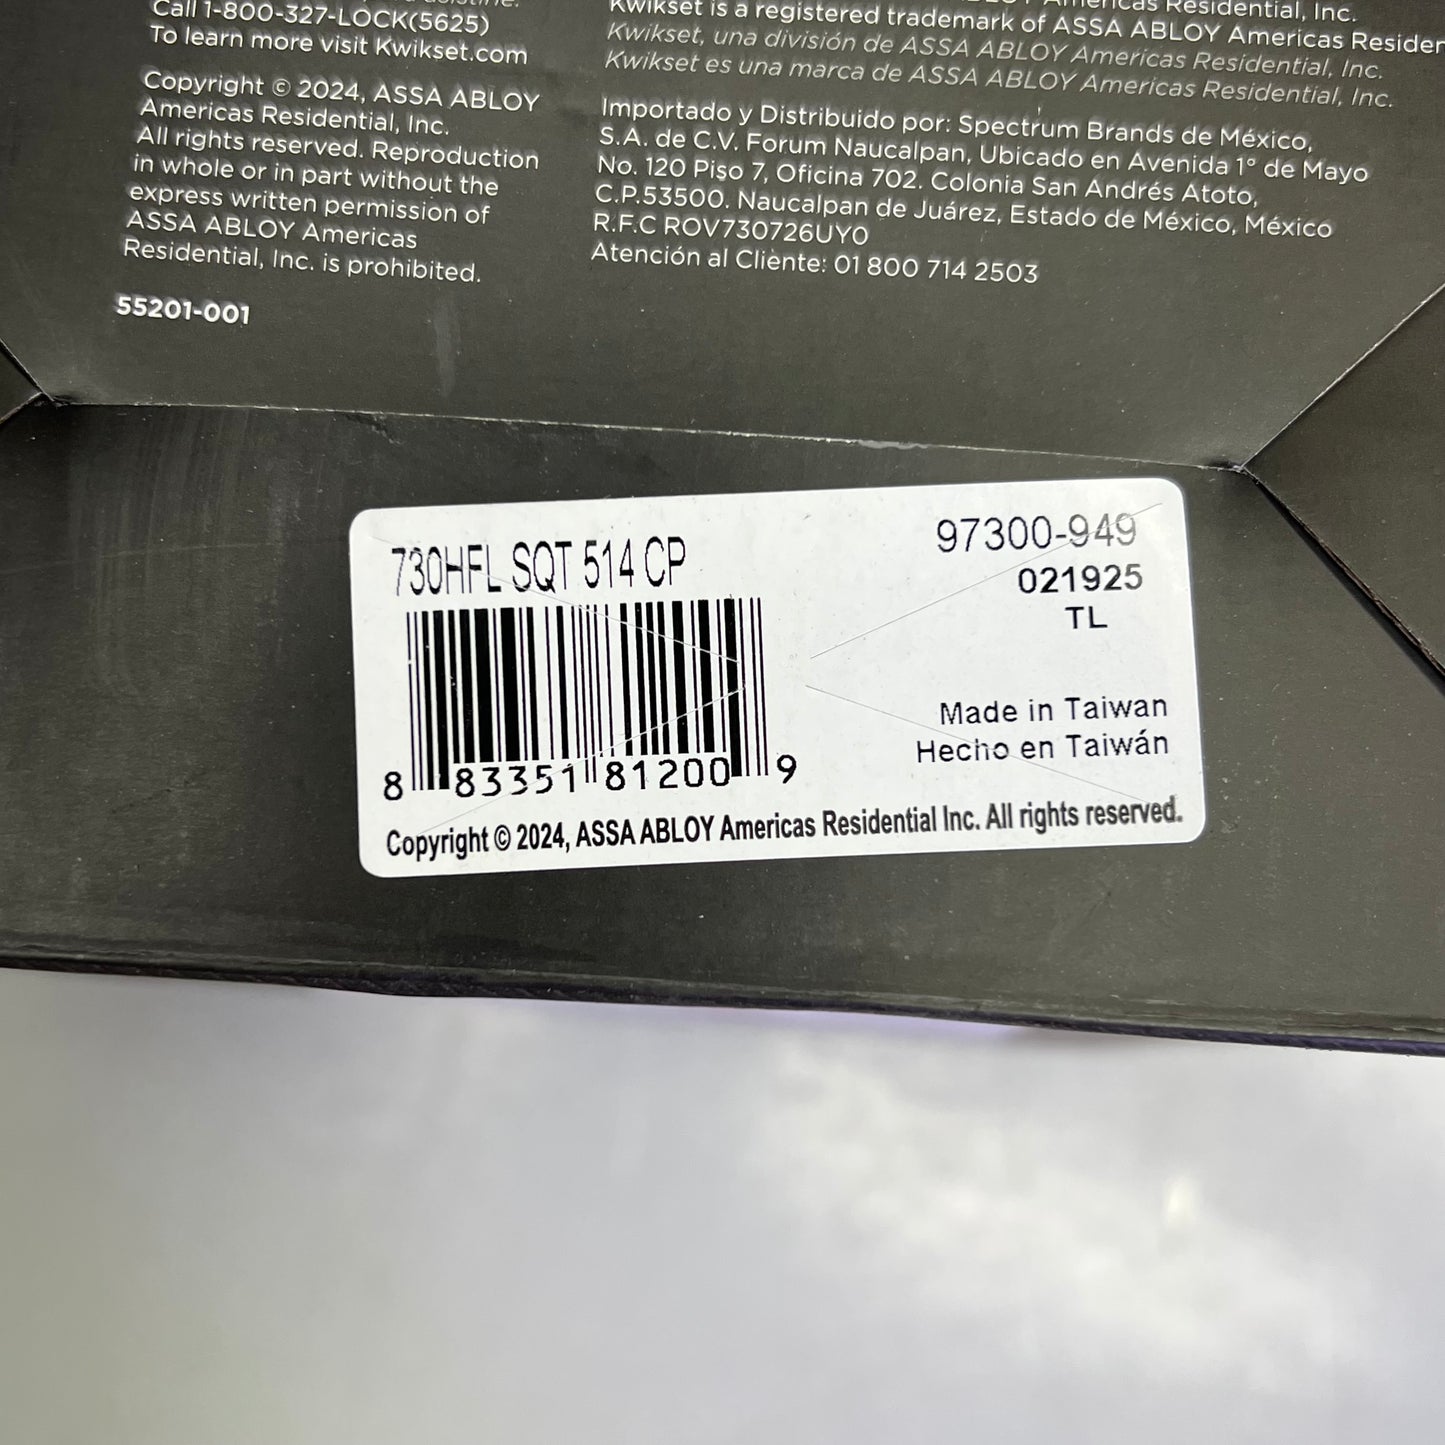 Call 1-800-327-LOCK(5625)
To learn more visit Kwikset.com
Copyright © 2024, ASSA ABLOY
Americas Residential, Inc.
All rights reserved. Reproduction
in whole or in part without the
express written permission of
ASSA ABLOY Americas
Residential, Inc. is prohibited.
55201-001
Americas Residential, Inc.
Kwikset is a registered trademark of ASSA ABLOY Americas Residen
Kwikset, una división de ASSA ABLOY Americas Residential, Inc.
Kwikset es una marca de ASSA ABLOY Americas Residential, Inc.
Importado y Distribuido por: Spectrum Brands de México,
S.A. de C.V. Forum Naucalpan, Ubicado en Avenida 1° de Mayo
No. 120 Piso 7, Oficina 702. Colonia San Andrés Atoto,
C.P.53500. Naucalpan de Juárez, Estado de México, México
R.F.C ROV730726UY0
Atención al Cliente: 01 800 714 2503
730HFL SQT 514 CP
8 83351 81200 9
97300-949
021925
TL
Made in Taiwan
Hecho en Taiwán
Copyright © 2024, ASSA ABLOY Americas Residential Inc. All rights reserved.